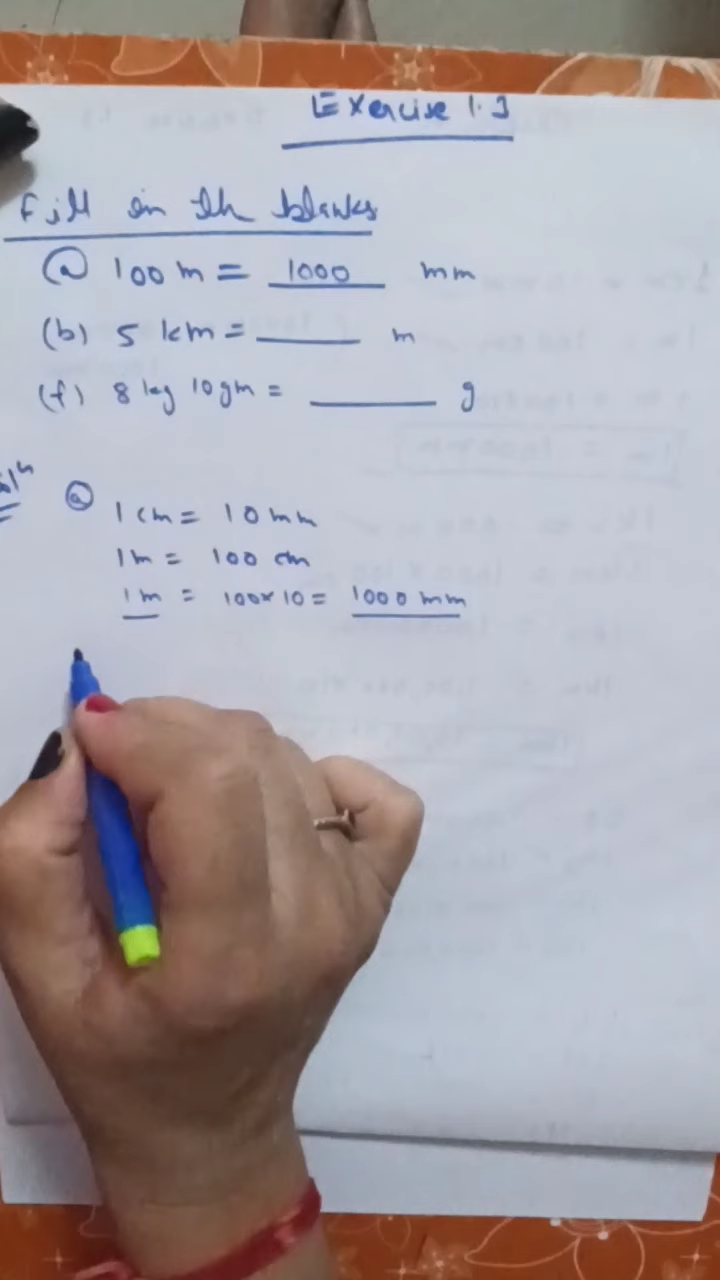 Exercise 1.3
Fill in the blanks
(a) 100 m = 1000 mm
(b) 5 km = ______ m
(f) 8 kg 10 gm = ______ g
(a)
1 cm = 10 mm
1 m = 100 cm
1 m = 100 × 10 = 1000 mm